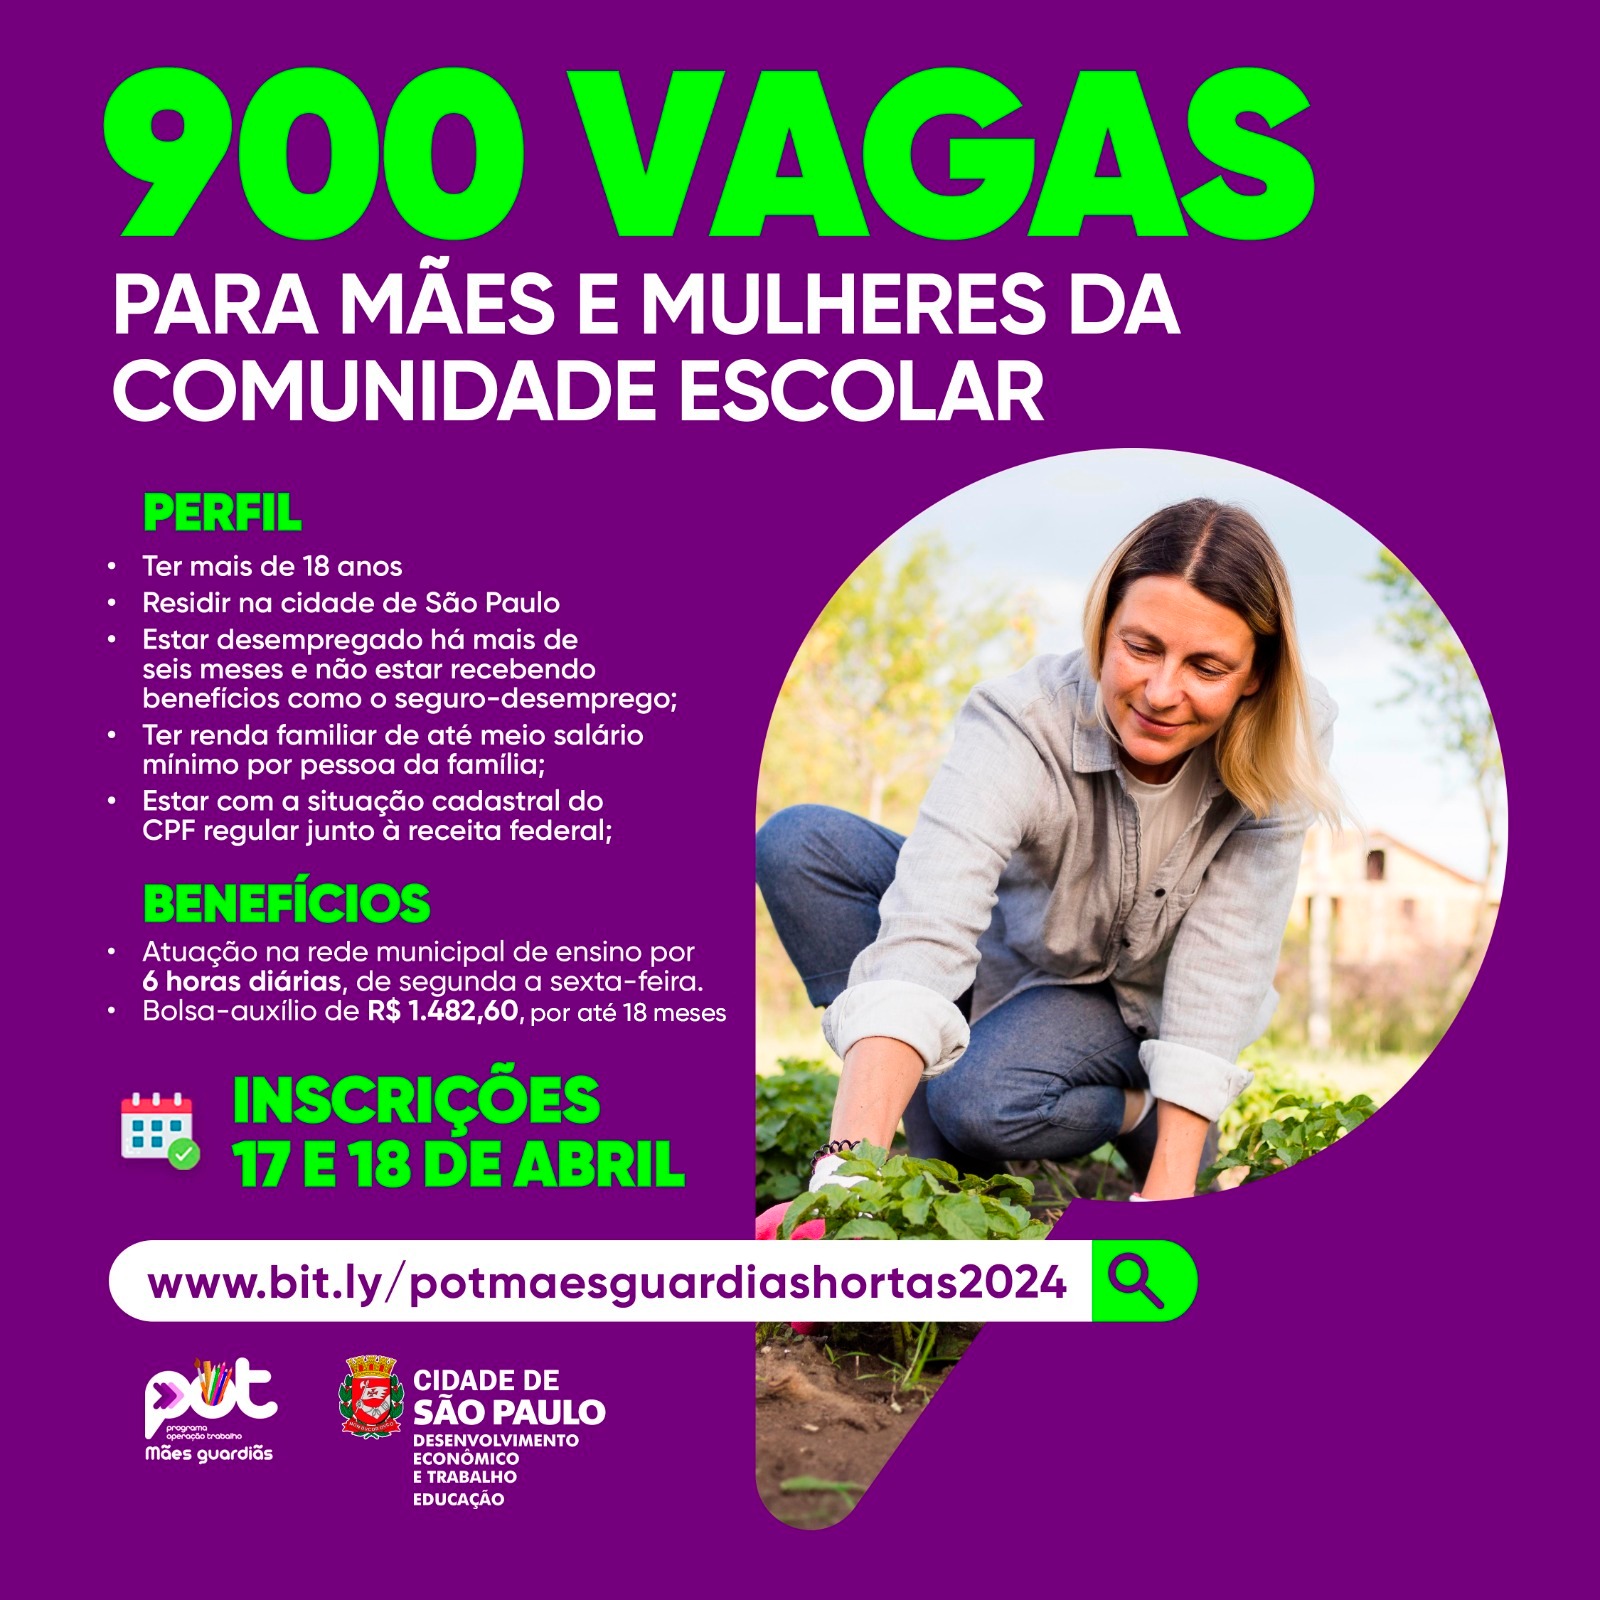 900 VAGAS
PARA MÃES E MULHERES DA
COMUNIDADE ESCOLAR
PERFIL
• Ter mais de 18 anos
• Residir na cidade de São Paulo
• Estar desempregado há mais de
seis meses e não estar recebendo
benefícios como o seguro-desemprego;
• Ter renda familiar de até meio salário
mínimo por pessoa da família;
• Estar com a situação cadastral do
CPF regular junto à receita federal;
BENEFÍCIOS
• Atuação na rede municipal de ensino por
6 horas diárias, de segunda a sexta-feira.
• Bolsa-auxílio de R$ 1.482,60, por até 18 meses
INSCRIÇÕES
17 E 18 DE ABRIL
www.bit.ly/potmaesguardiashortas2024
pot
programa
operação trabalho
Mães guardiãs
CIDADE DE
SÃO PAULO
DESENVOLVIMENTO
ECONÔMICO
E TRABALHO
EDUCAÇÃO